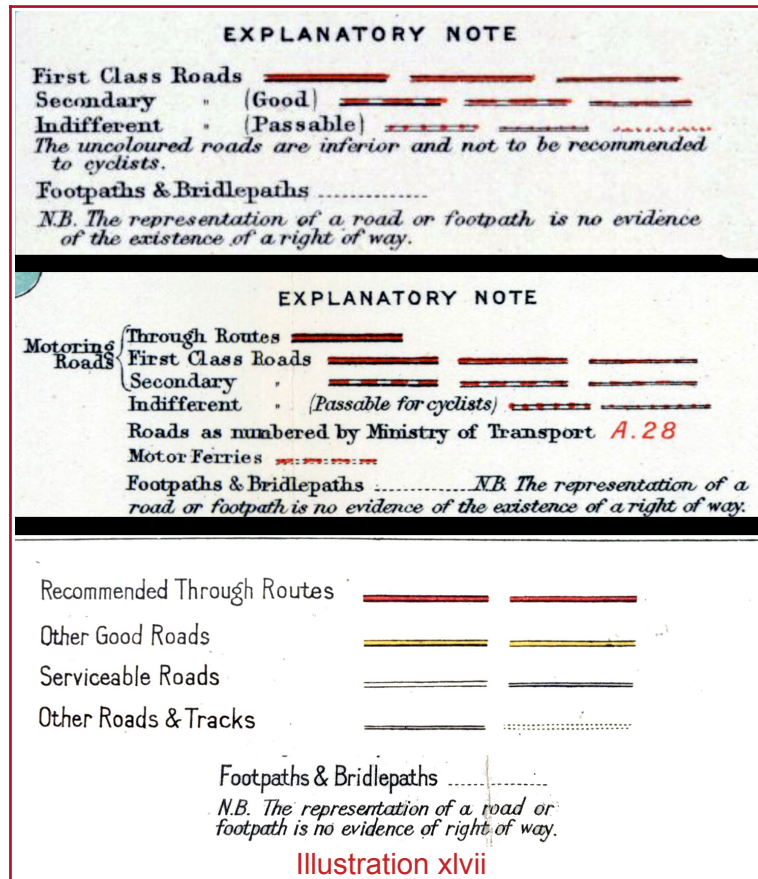 EXPLANATORY NOTE
First Class Roads
Secondary " (Good)
Indifferent " (Passable)
The uncoloured roads are inferior and not to be recommended
to cyclists.
Footpaths & Bridlepaths ..............
N.B. The representation of a road or footpath is no evidence
of the existence of a right of way.
EXPLANATORY NOTE
Motoring Roads
Through Routes
First Class Roads
Secondary "
Indifferent " (Passable for cyclists)
Roads as numbered by Ministry of Transport A.28
Motor Ferries
Footpaths & Bridlepaths ..............N.B. The representation of a
road or footpath is no evidence of the existence of a right of way.
Recommended Through Routes
Other Good Roads
Serviceable Roads
Other Roads & Tracks
Footpaths & Bridlepaths ..............
N.B. The representation of a road or
footpath is no evidence of right of way.
Illustration xlvii